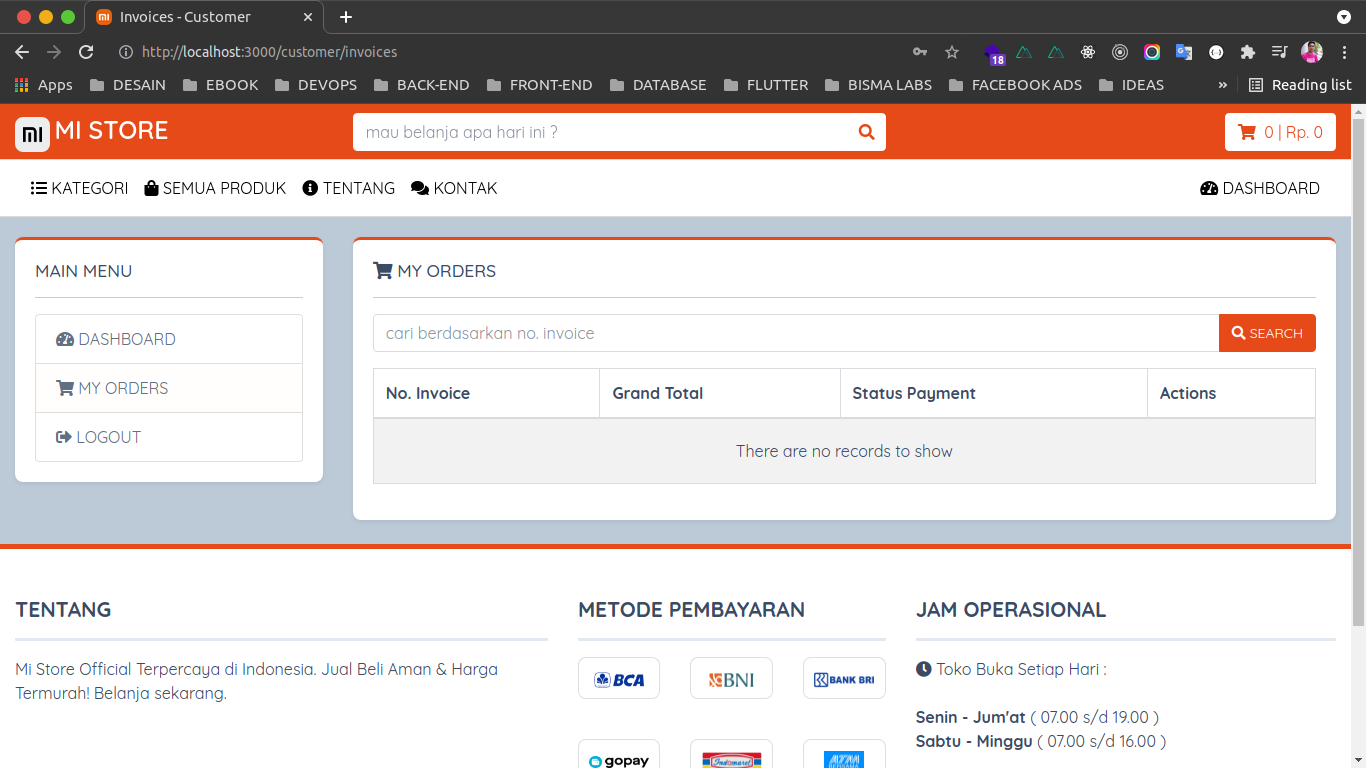 Invoices - Customer
http://localhost:3000/customer/invoices
18
Apps DESAIN EBOOK DEVOPS BACK-END FRONT-END DATABASE FLUTTER BISMA LABS FACEBOOK ADS IDEAS » Reading list
MI STORE
mau belanja apa hari ini ?
0 | Rp. 0
KATEGORI SEMUA PRODUK TENTANG KONTAK DASHBOARD
MAIN MENU
DASHBOARD
MY ORDERS
LOGOUT
MY ORDERS
cari berdasarkan no. invoice
SEARCH
No. Invoice Grand Total Status Payment Actions
There are no records to show
TENTANG
Mi Store Official Terpercaya di Indonesia. Jual Beli Aman & Harga
Termurah! Belanja sekarang.
METODE PEMBAYARAN
BCA BNI BANK BRI
gopay Indomaret
JAM OPERASIONAL
Toko Buka Setiap Hari :
Senin - Jum'at ( 07.00 s/d 19.00 )
Sabtu - Minggu ( 07.00 s/d 16.00 )